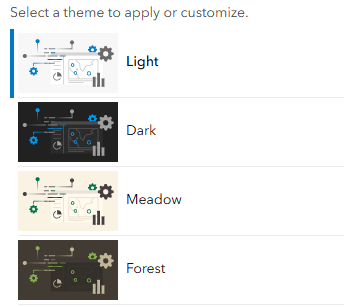 Select a theme to apply or customize.
Light
Dark
Meadow
Forest